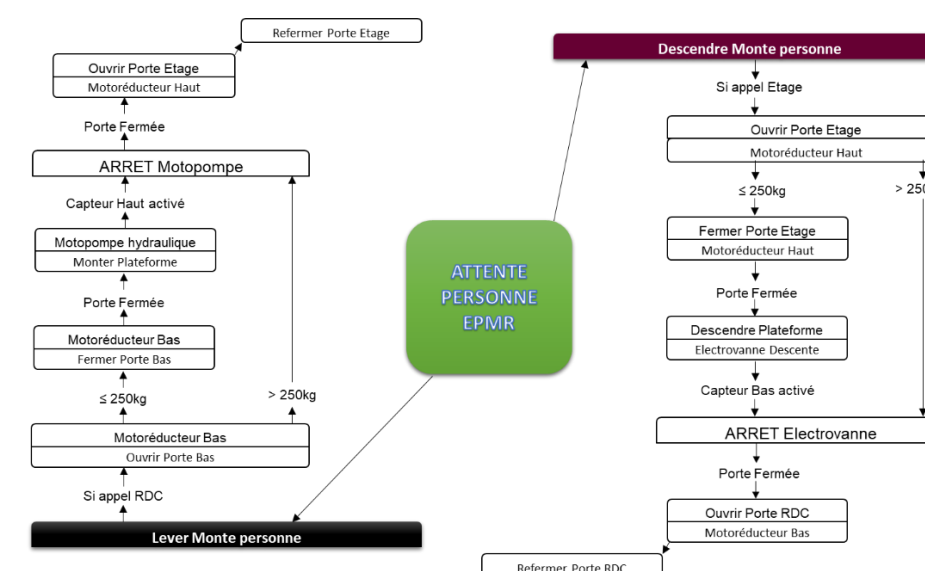 Refermer Porte Etage
Ouvrir Porte Etage
Motoréducteur Haut
Porte Fermée
ARRET Motopompe
Capteur Haut activé
Motopompe hydraulique
Monter Plateforme
Porte Fermée
Motoréducteur Bas
Fermer Porte Bas
≤ 250kg
> 250kg
Motoréducteur Bas
Ouvrir Porte Bas
Si appel RDC
Lever Monte personne
ATTENTE
PERSONNE
EPMR
Descendre Monte personne
Si appel Etage
Ouvrir Porte Etage
Motoréducteur Haut
≤ 250kg
> 250
Fermer Porte Etage
Motoréducteur Haut
Porte Fermée
Descendre Plateforme
Electrovanne Descente
Capteur Bas activé
ARRET Electrovanne
Porte Fermée
Ouvrir Porte RDC
Motoréducteur Bas
Refermer Porte RDC